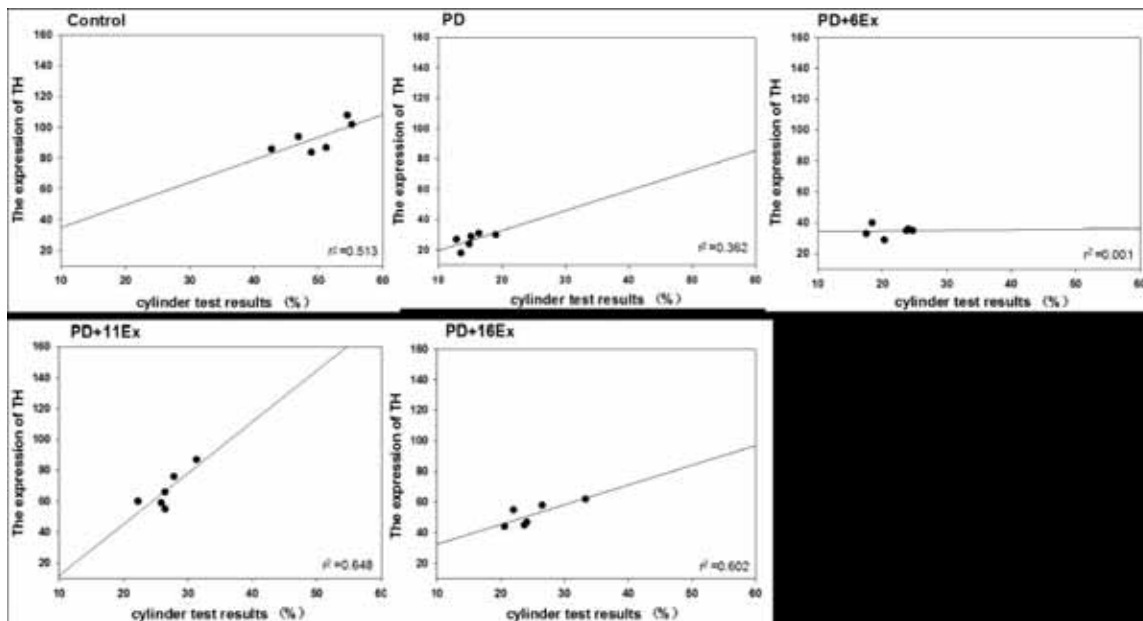 Control
The expression of TH
160
140
120
100
80
60
40
20
r²=0.513
10 20 30 40 50 60
cylinder test results (%)
PD
The expression of TH
160
140
120
100
80
60
40
20
r²=0.362
10 20 30 40 50 60
cylinder test results (%)
PD+6Ex
The expression of TH
160
140
120
100
80
60
40
20
r²=0.001
10 20 30 40 50 60
cylinder test results (%)
PD+11Ex
The expression of TH
160
140
120
100
80
60
40
20
r²=0.648
10 20 30 40 50 60
cylinder test results (%)
PD+16Ex
The expression of TH
160
140
120
100
80
60
40
20
r²=0.602
10 20 30 40 50 60
cylinder test results (%)